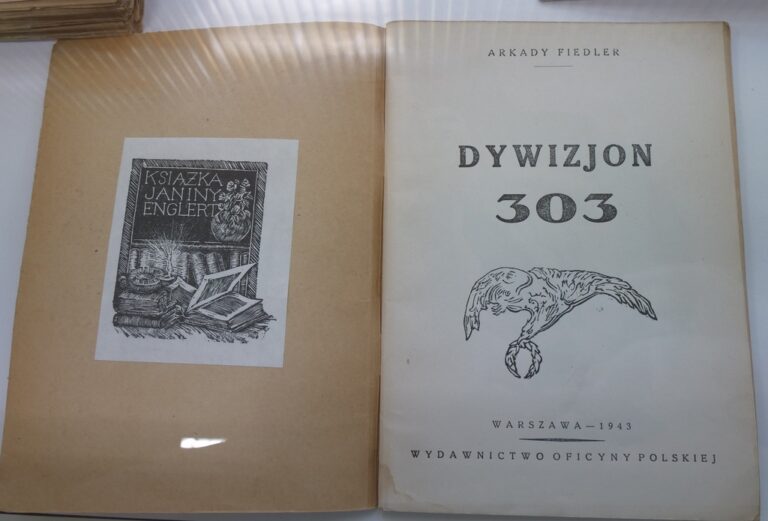 KSIĄŻKA
JANINY
ENGLERT
ARKADY FIEDLER
DYWIZJON
303
WARSZAWA—1943
WYDAWNICTWO OFICYNY POLSKIEJ